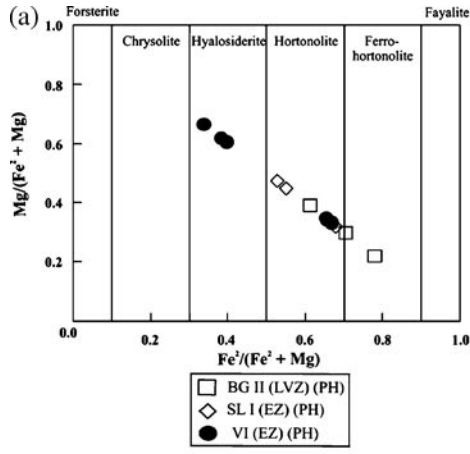 (a)
Forsterite Fayalite
Chrysolite Hyalosiderite Hortonolite Ferro-
hortonolite
1.0
0.8
0.6
0.4
0.2
0.0
Mg/(Fe² + Mg)
0.0 0.2 0.4 0.6 0.8 1.0
Fe²/(Fe² + Mg)
BG II (LVZ) (PH)
SL I (EZ) (PH)
VI (EZ) (PH)